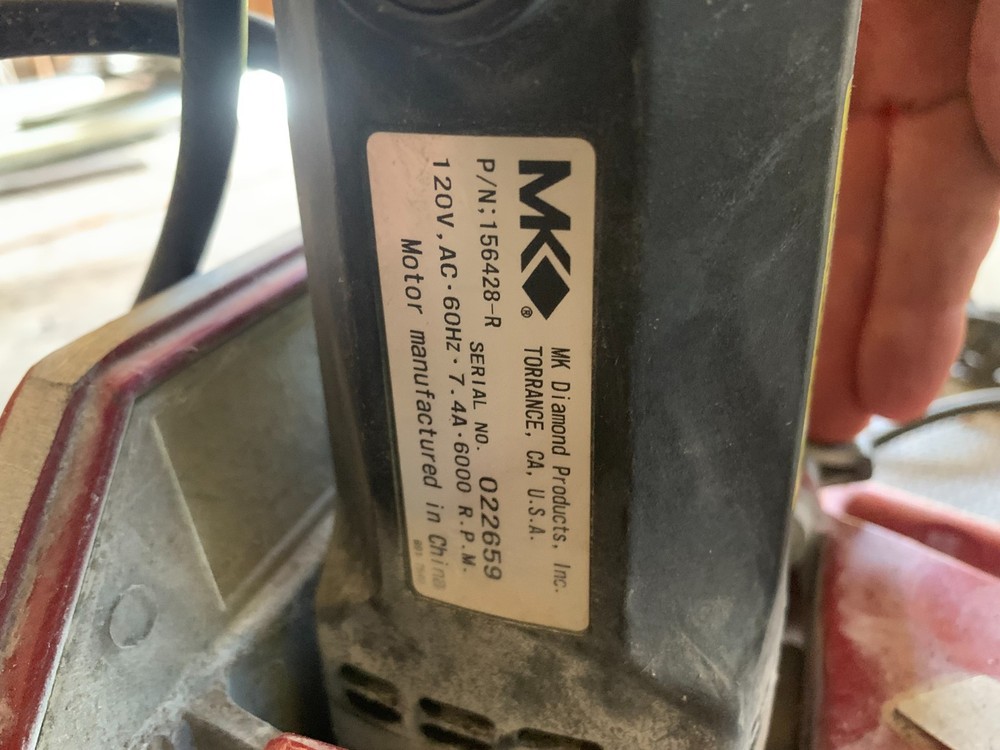 MK®
MK Diamond Products, Inc.
TORRANCE, CA, U.S.A.
P/N:156428-R SERIAL NO. 022659
120V,AC·60Hz·7.4A·6000 R.P.M.
Motor manufactured in China